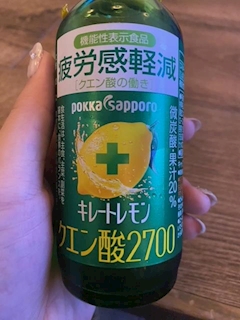 機能性表示食品
疲労感軽減
クエン酸の働き
pokka sapporo
微炭酸・果汁20%
キレートレモン
クエン酸2700